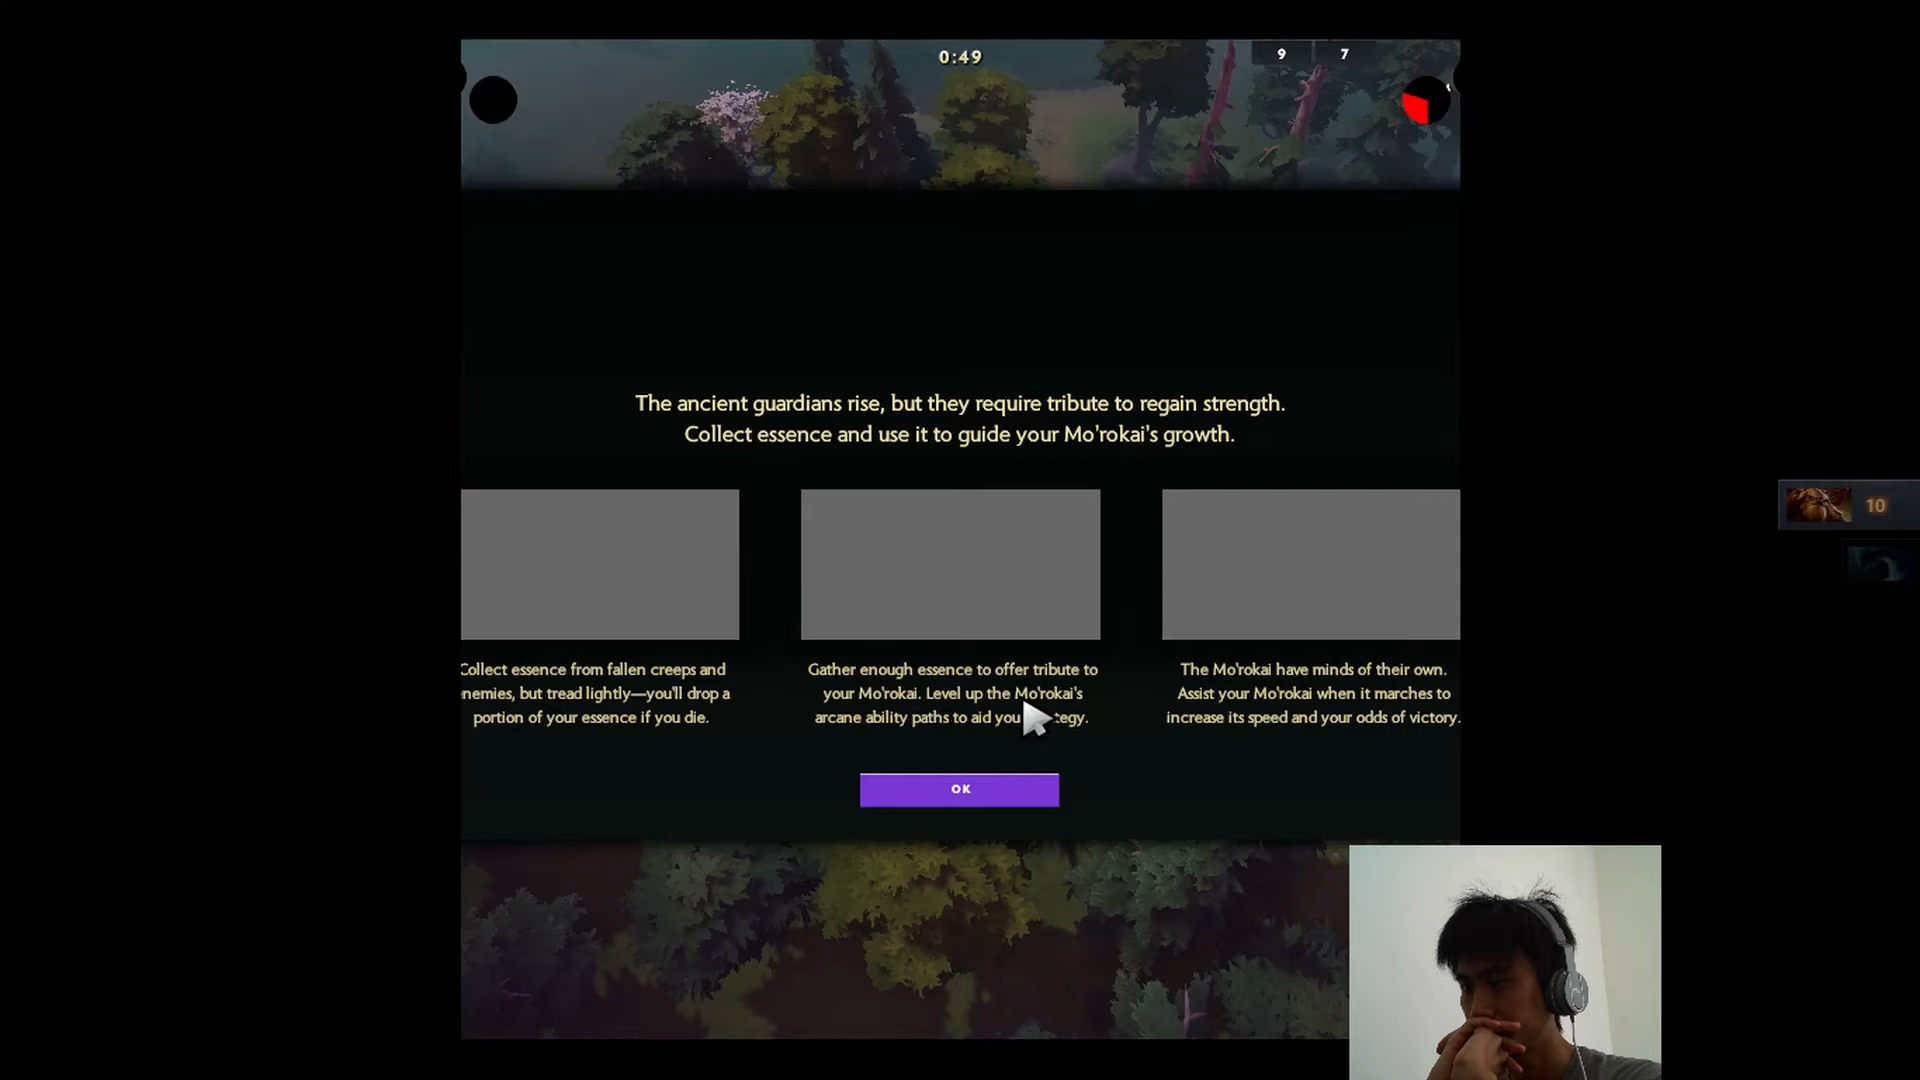 0:49
9 7
The ancient guardians rise, but they require tribute to regain strength.
Collect essence and use it to guide your Mo'rokai's growth.
Collect essence from fallen creeps and
enemies, but tread lightly—you'll drop a
portion of your essence if you die.
Gather enough essence to offer tribute to
your Mo'rokai. Level up the Mo'rokai's
arcane ability paths to aid you tegy.
The Mo'rokai have minds of their own.
Assist your Mo'rokai when it marches to
increase its speed and your odds of victory.
OK
10